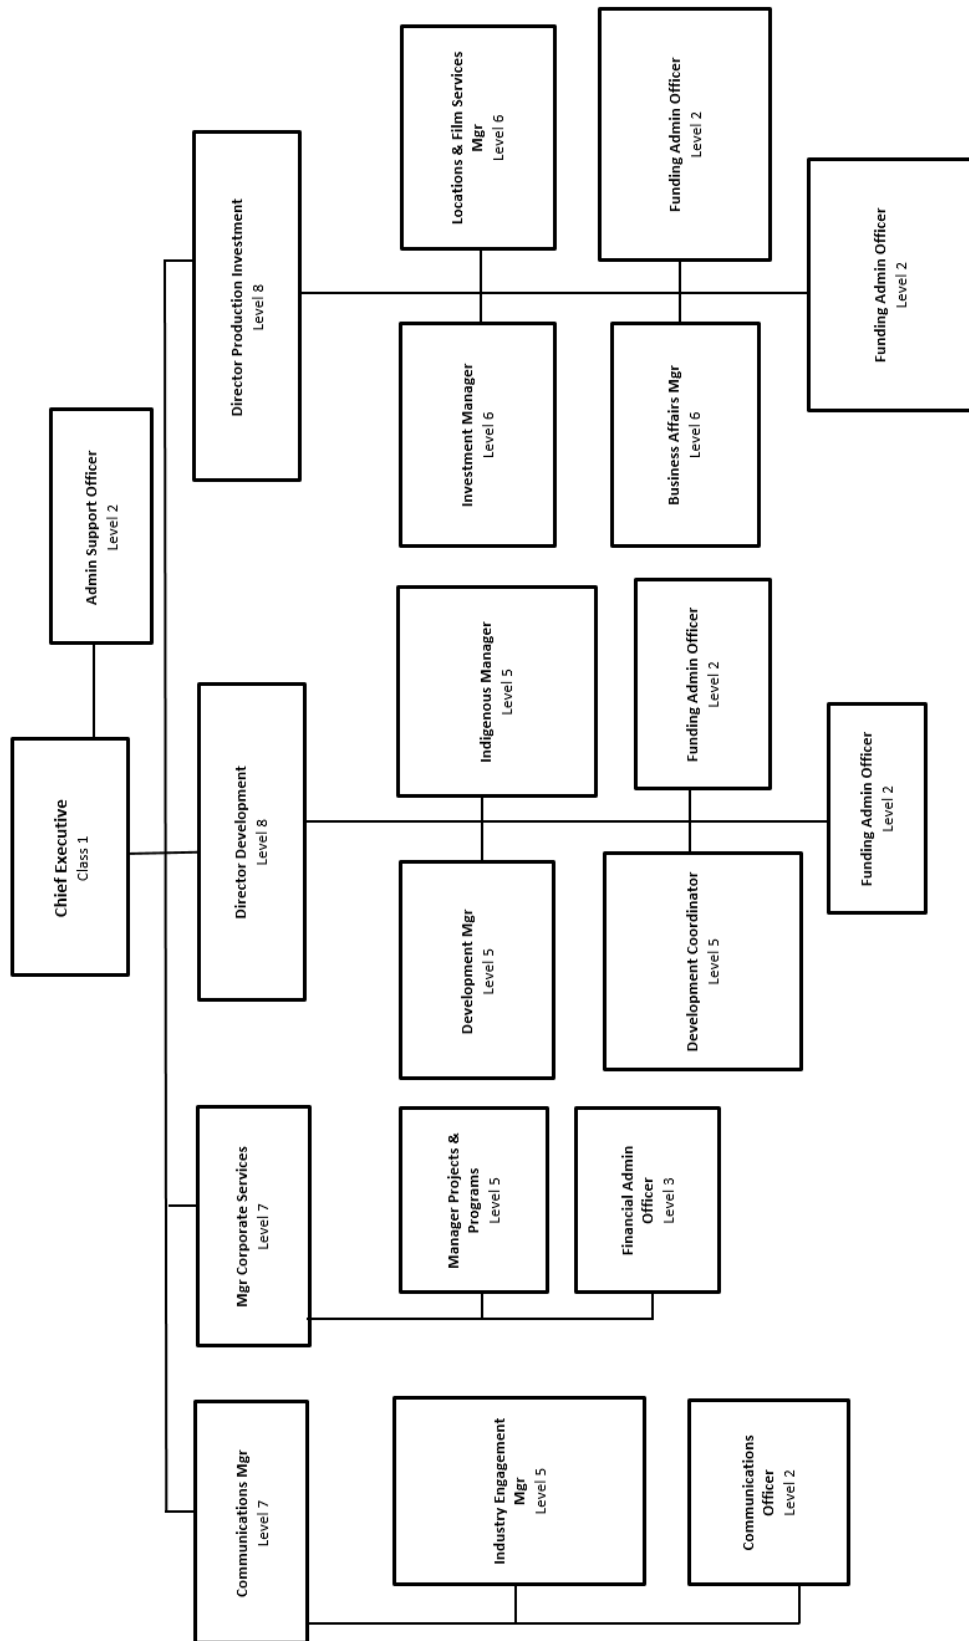 Chief Executive
Class 1
Admin Support Officer
Level 2
Communications Mgr
Level 7
Mgr Corporate Services
Level 7
Director Development
Level 8
Director Production Investment
Level 8
Industry Engagement
Mgr
Level 5
Communications
Officer
Level 2
Manager Projects &
Programs
Level 5
Financial Admin
Officer
Level 3
Development Mgr
Level 5
Indigenous Manager
Level 5
Development Coordinator
Level 5
Funding Admin Officer
Level 2
Funding Admin Officer
Level 2
Investment Manager
Level 6
Locations & Film Services
Mgr
Level 6
Business Affairs Mgr
Level 6
Funding Admin Officer
Level 2
Funding Admin Officer
Level 2